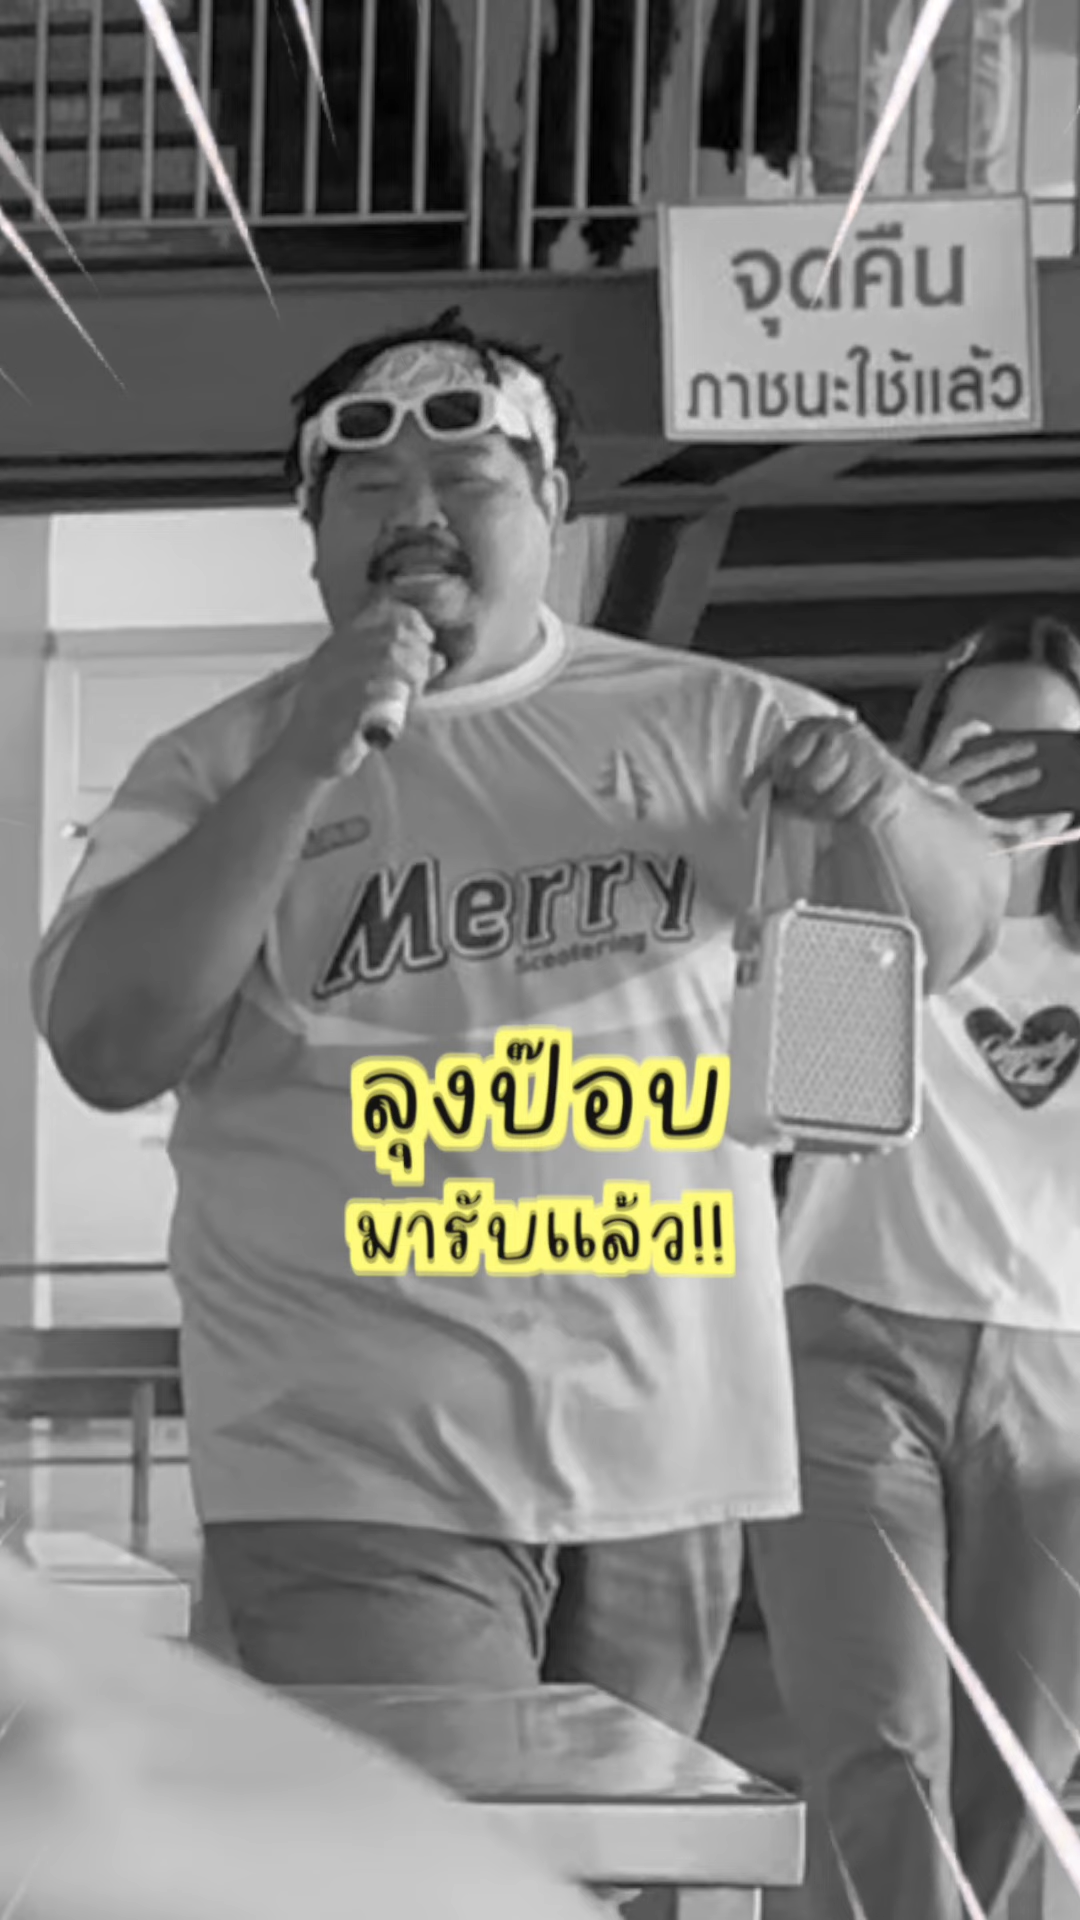 จุดคืน
ภาชนะใช้แล้ว
Merry
Scootering
ลุงป๊อบ
มารับแล้ว!!